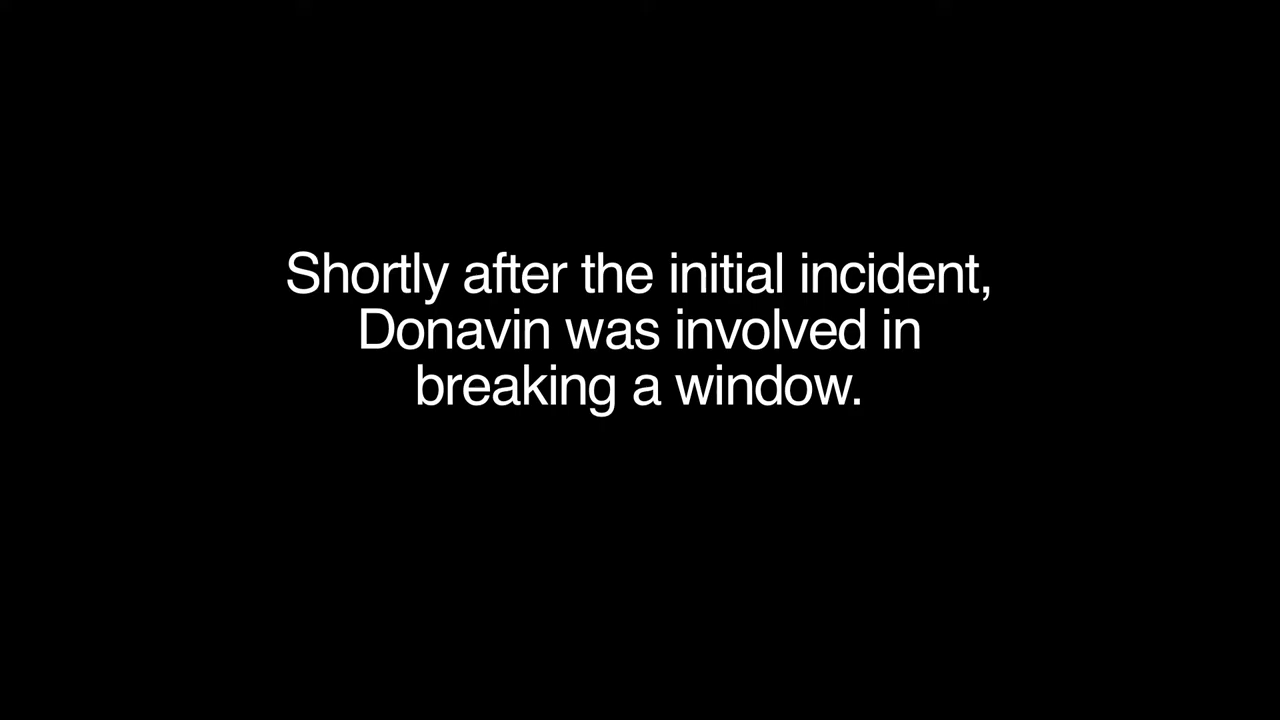 Shortly after the initial incident,
Donavin was involved in
breaking a window.